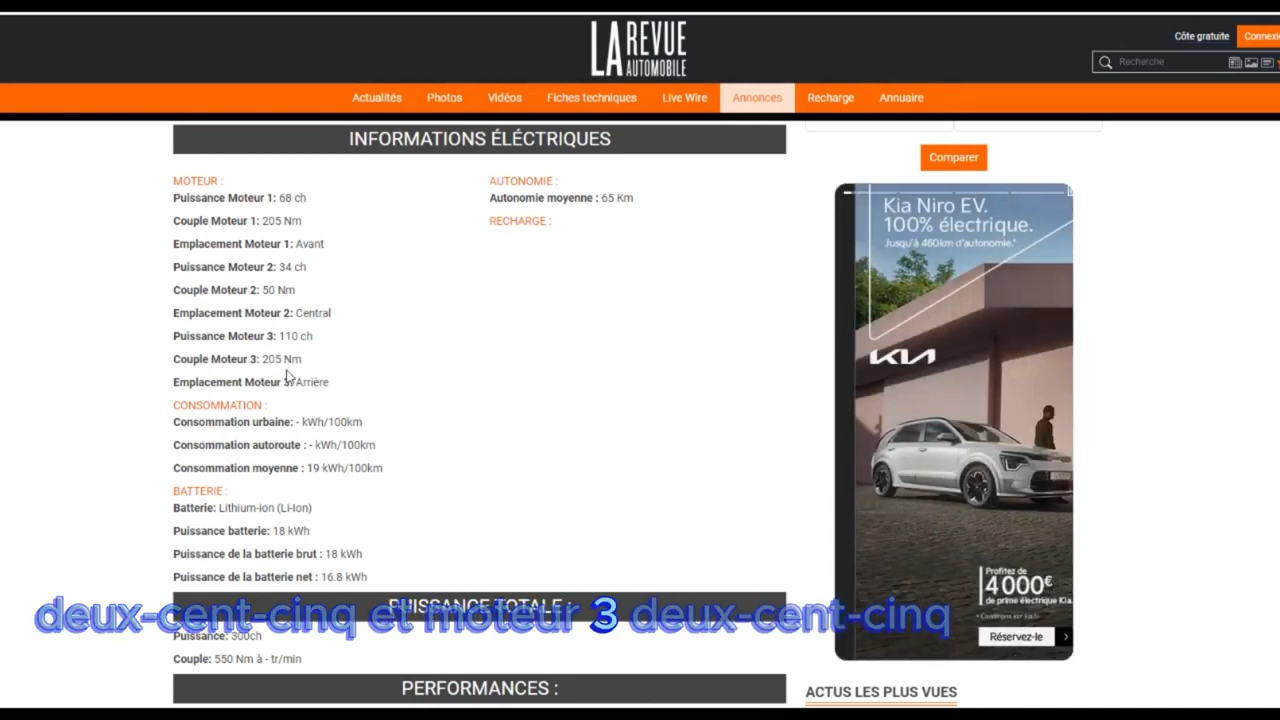 LA REVUE AUTOMOBILE
Côte gratuite
Recherche
Actualités Photos Vidéos Fiches techniques Live Wire Annonces Recharge Annuaire
INFORMATIONS ÉLÉCTRIQUES
MOTEUR :
Puissance Moteur 1: 68 ch
Couple Moteur 1: 205 Nm
Emplacement Moteur 1: Avant
Puissance Moteur 2: 34 ch
Couple Moteur 2: 50 Nm
Emplacement Moteur 2: Central
Puissance Moteur 3: 110 ch
Couple Moteur 3: 205 Nm
Emplacement Moteur 3: Arrière
CONSOMMATION :
Consommation urbaine: - kWh/100km
Consommation autoroute : - kWh/100km
Consommation moyenne : 19 kWh/100km
BATTERIE :
Batterie: Lithium-ion (Li-Ion)
Puissance batterie: 18 kWh
Puissance de la batterie brut : 18 kWh
Puissance de la batterie net : 16.8 kWh
AUTONOMIE :
Autonomie moyenne : 65 Km
RECHARGE :
PUISSANCE TOTALE :
deux-cent-cinq et moteur 3 deux-cent-cinq
Puissance: 300ch
Couple: 550 Nm à - tr/min
PERFORMANCES :
Comparer
Kia Niro EV.
100% électrique.
Jusqu'à 460km d'autonomie.*
KIA
Profitez de
4 000€
de prime électrique Kia.
Réservez-le
ACTUS LES PLUS VUES